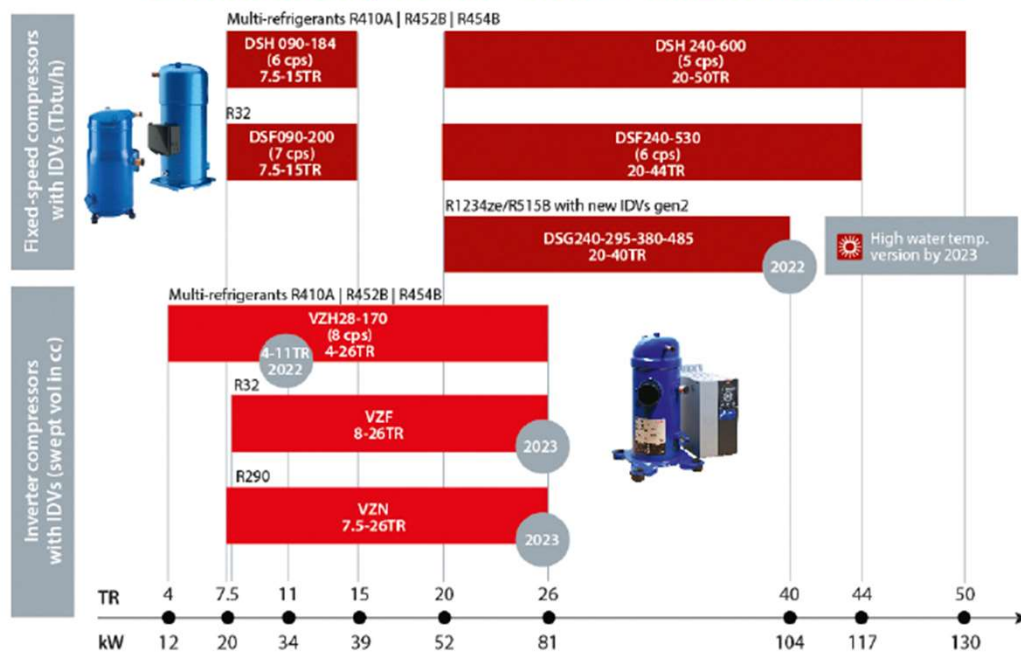 Multi-refrigerants R410A | R452B | R454B
Fixed-speed compressors
with IDVs (Tbtu/h)
DSH 090-184
(6 cps)
7.5-15TR
DSH 240-600
(5 cps)
20-50TR
R32
DSF090-200
(7 cps)
7.5-15TR
DSF240-530
(6 cps)
20-44TR
R1234ze/R515B with new IDVs gen2
DSG240-295-380-485
20-40TR
2022
High water temp.
version by 2023
Inverter compressors
with IDVs (swept vol in cc)
Multi-refrigerants R410A | R452B | R454B
VZH28-170
(8 cps)
4-26TR
4-11TR
2022
R32
VZF
8-26TR
2023
R290
VZN
7.5-26TR
2023
TR 4 7.5 11 15 20 26 40 44 50
kW 12 20 34 39 52 81 104 117 130